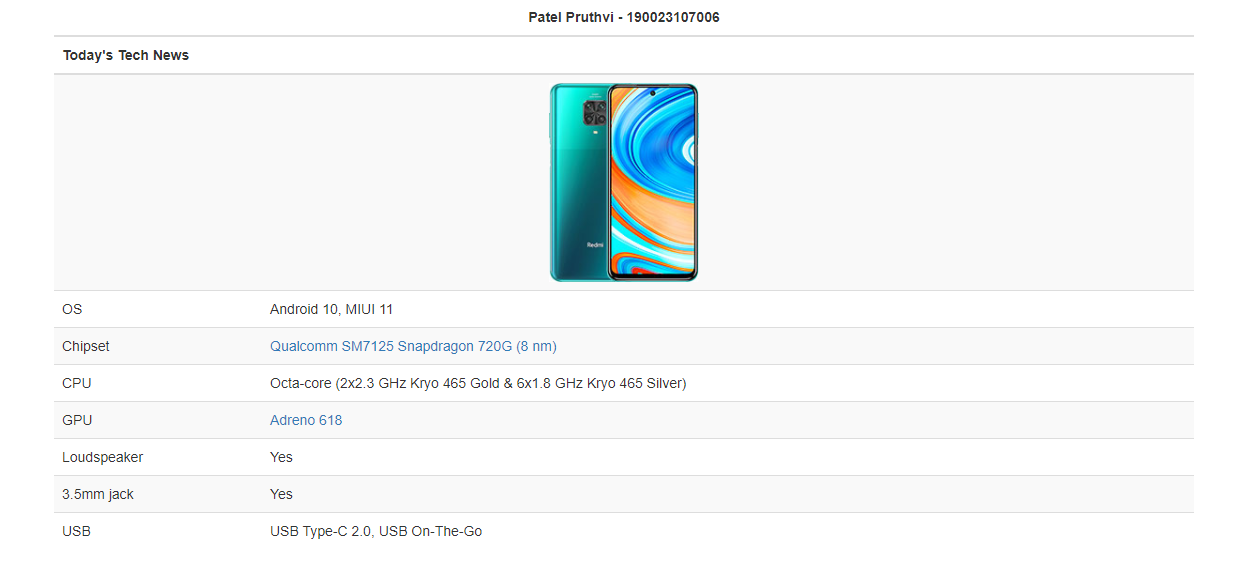 Patel Pruthvi - 190023107006
Today's Tech News
Redmi
OS Android 10, MIUI 11
Chipset Qualcomm SM7125 Snapdragon 720G (8 nm)
CPU Octa-core (2x2.3 GHz Kryo 465 Gold & 6x1.8 GHz Kryo 465 Silver)
GPU Adreno 618
Loudspeaker Yes
3.5mm jack Yes
USB USB Type-C 2.0, USB On-The-Go